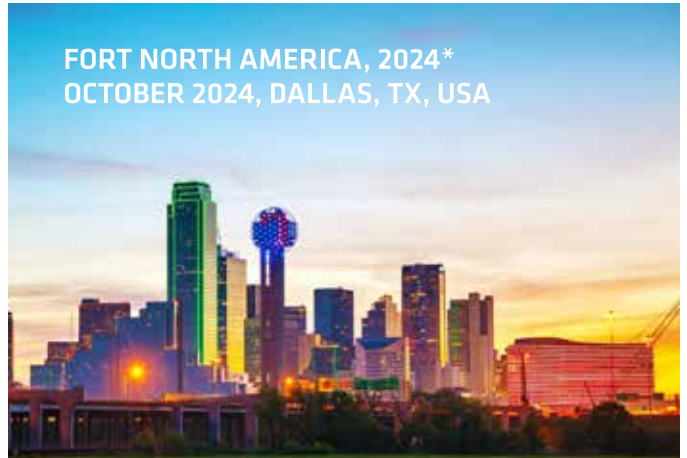 FORT NORTH AMERICA, 2024*
OCTOBER 2024, DALLAS, TX, USA